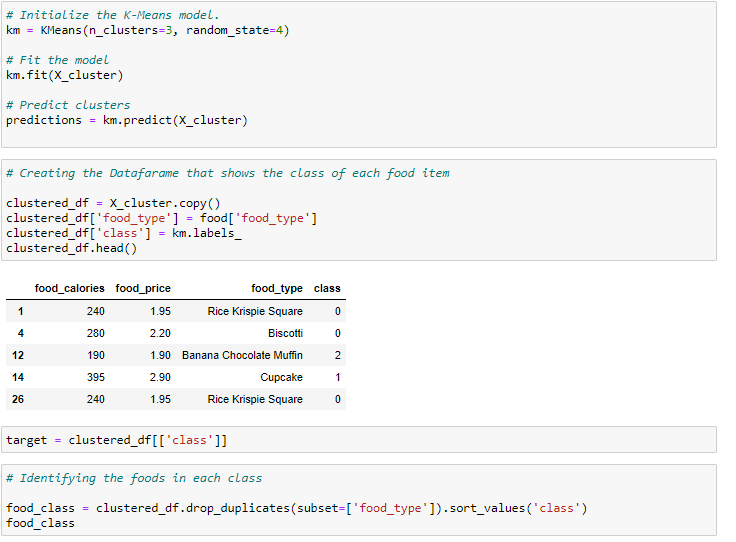 # Initialize the K-Means model.
km = KMeans(n_clusters=3, random_state=4)
# Fit the model
km.fit(X_cluster)
# Predict clusters
predictions = km.predict(X_cluster)
# Creating the Datafarame that shows the class of each food item
clustered_df = X_cluster.copy()
clustered_df['food_type'] = food['food_type']
clustered_df['class'] = km.labels_
clustered_df.head()
food_calories food_price food_type class
1 240 1.95 Rice Krispie Square 0
4 280 2.20 Biscotti 0
12 190 1.90 Banana Chocolate Muffin 2
14 395 2.90 Cupcake 1
26 240 1.95 Rice Krispie Square 0
target = clustered_df[['class']]
# Identifying the foods in each class
food_class = clustered_df.drop_duplicates(subset=['food_type']).sort_values('class')
food_class